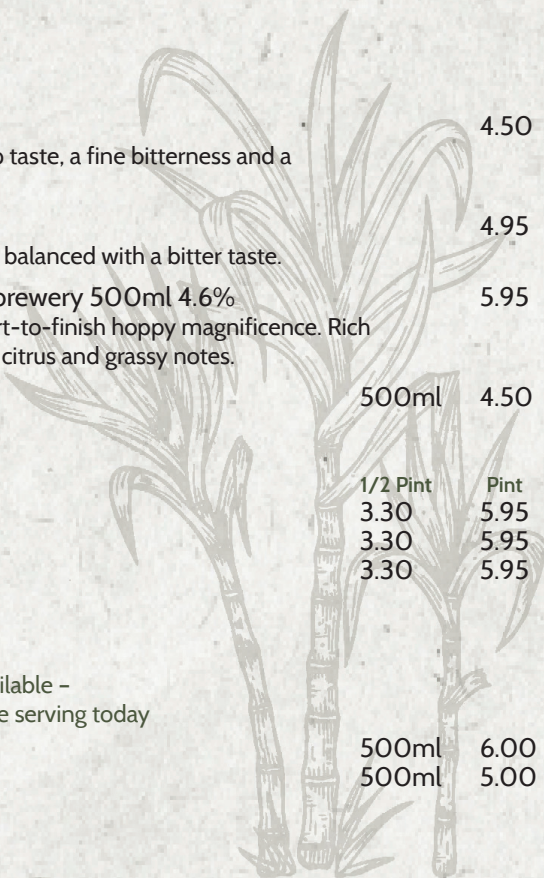 4.50
taste, a fine bitterness and a
4.95
balanced with a bitter taste.
brewery 500ml 4.6% 5.95
rt-to-finish hoppy magnificence. Rich
citrus and grassy notes.
500ml 4.50
1/2 Pint Pint
3.30 5.95
3.30 5.95
3.30 5.95
ilable –
e serving today
500ml 6.00
500ml 5.00